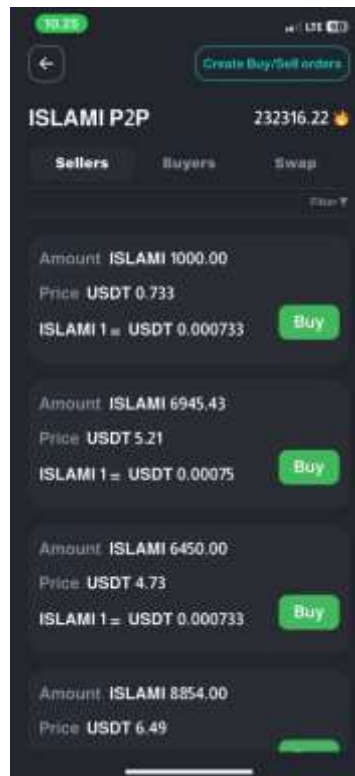 10:25
LTE
Create Buy/Sell orders
ISLAMI P2P
232316.22
Sellers Buyers Swap
Filter
Amount ISLAMI 1000.00
Price USDT 0.733
ISLAMI 1 = USDT 0.000733
Buy
Amount ISLAMI 6945.43
Price USDT 5.21
ISLAMI 1 = USDT 0.00075
Buy
Amount ISLAMI 6450.00
Price USDT 4.73
ISLAMI 1 = USDT 0.000733
Buy
Amount ISLAMI 8854.00
Price USDT 6.49